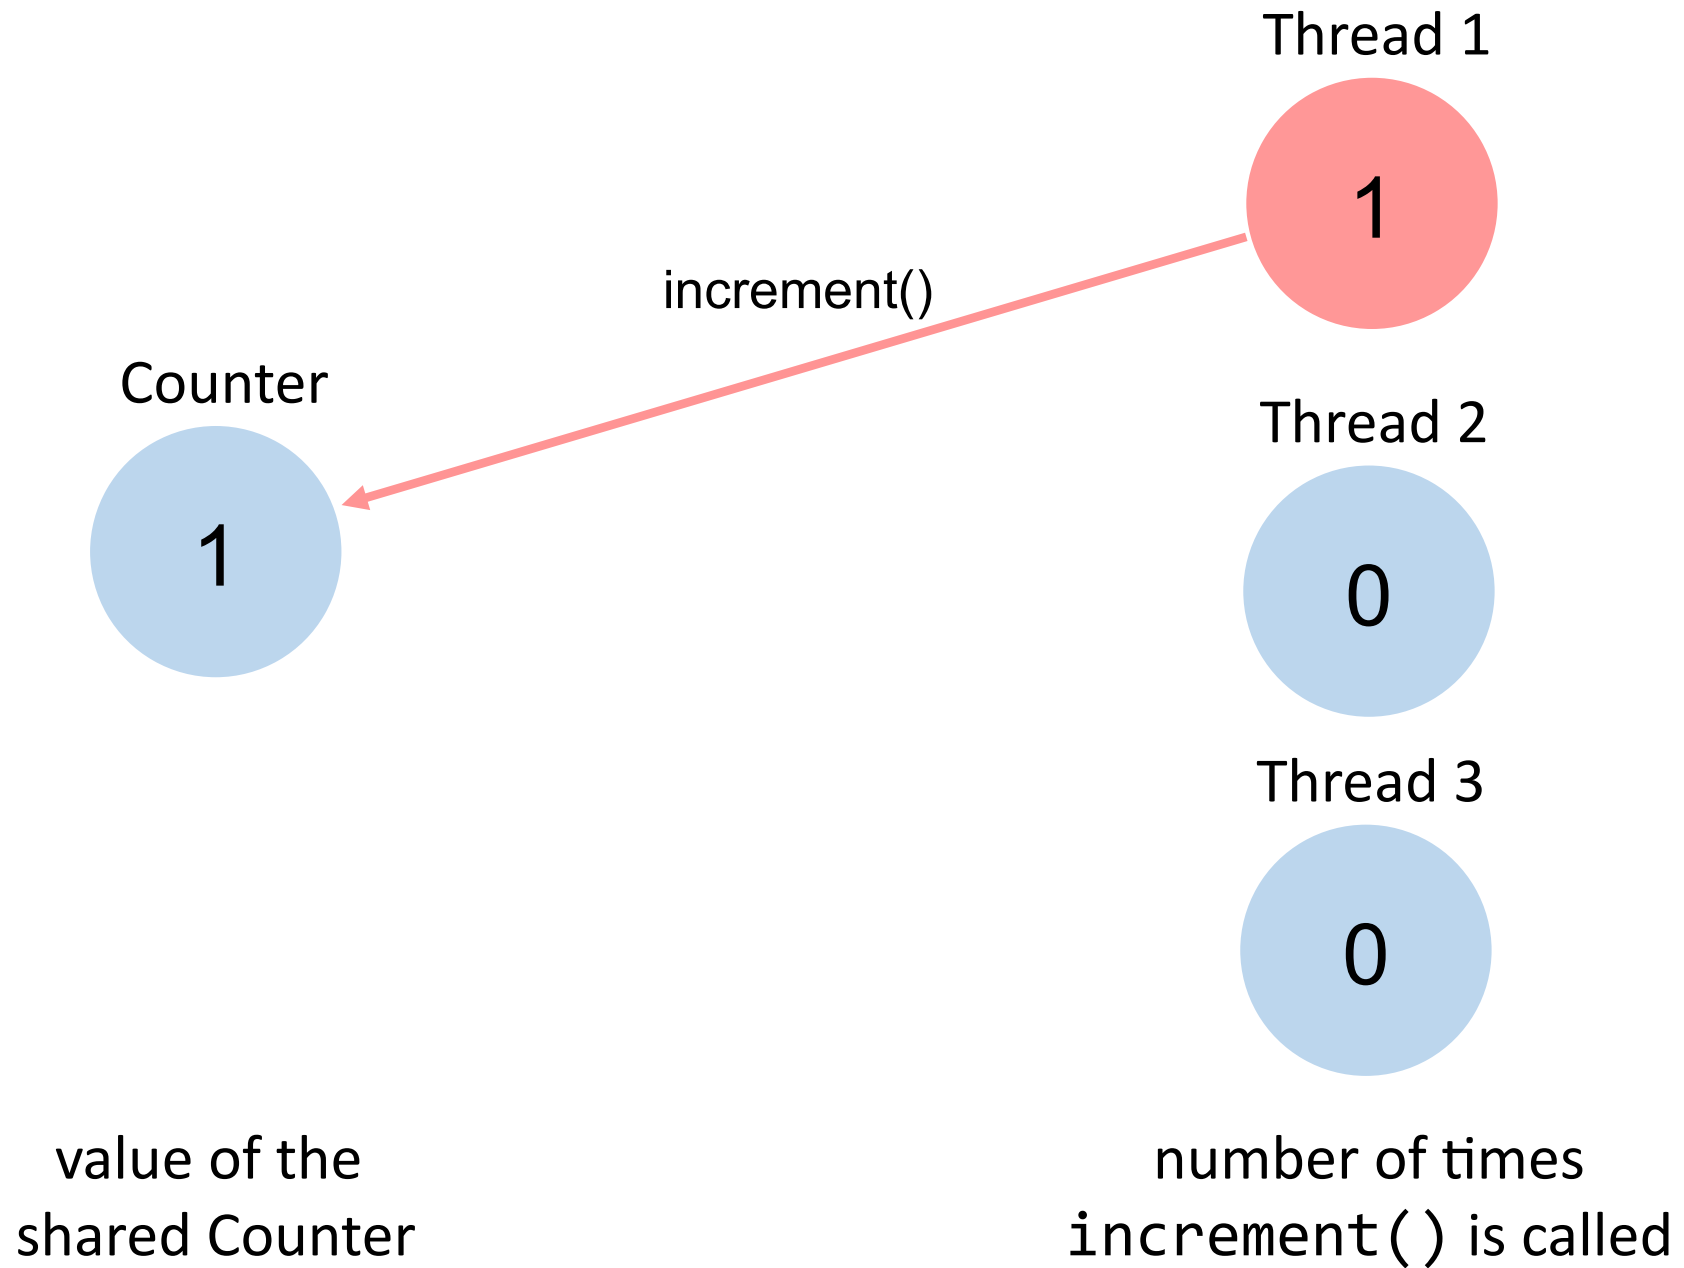 Thread 1
1
increment()
Counter
1
Thread 2
0
Thread 3
0
value of the
shared Counter
number of times
increment() is called